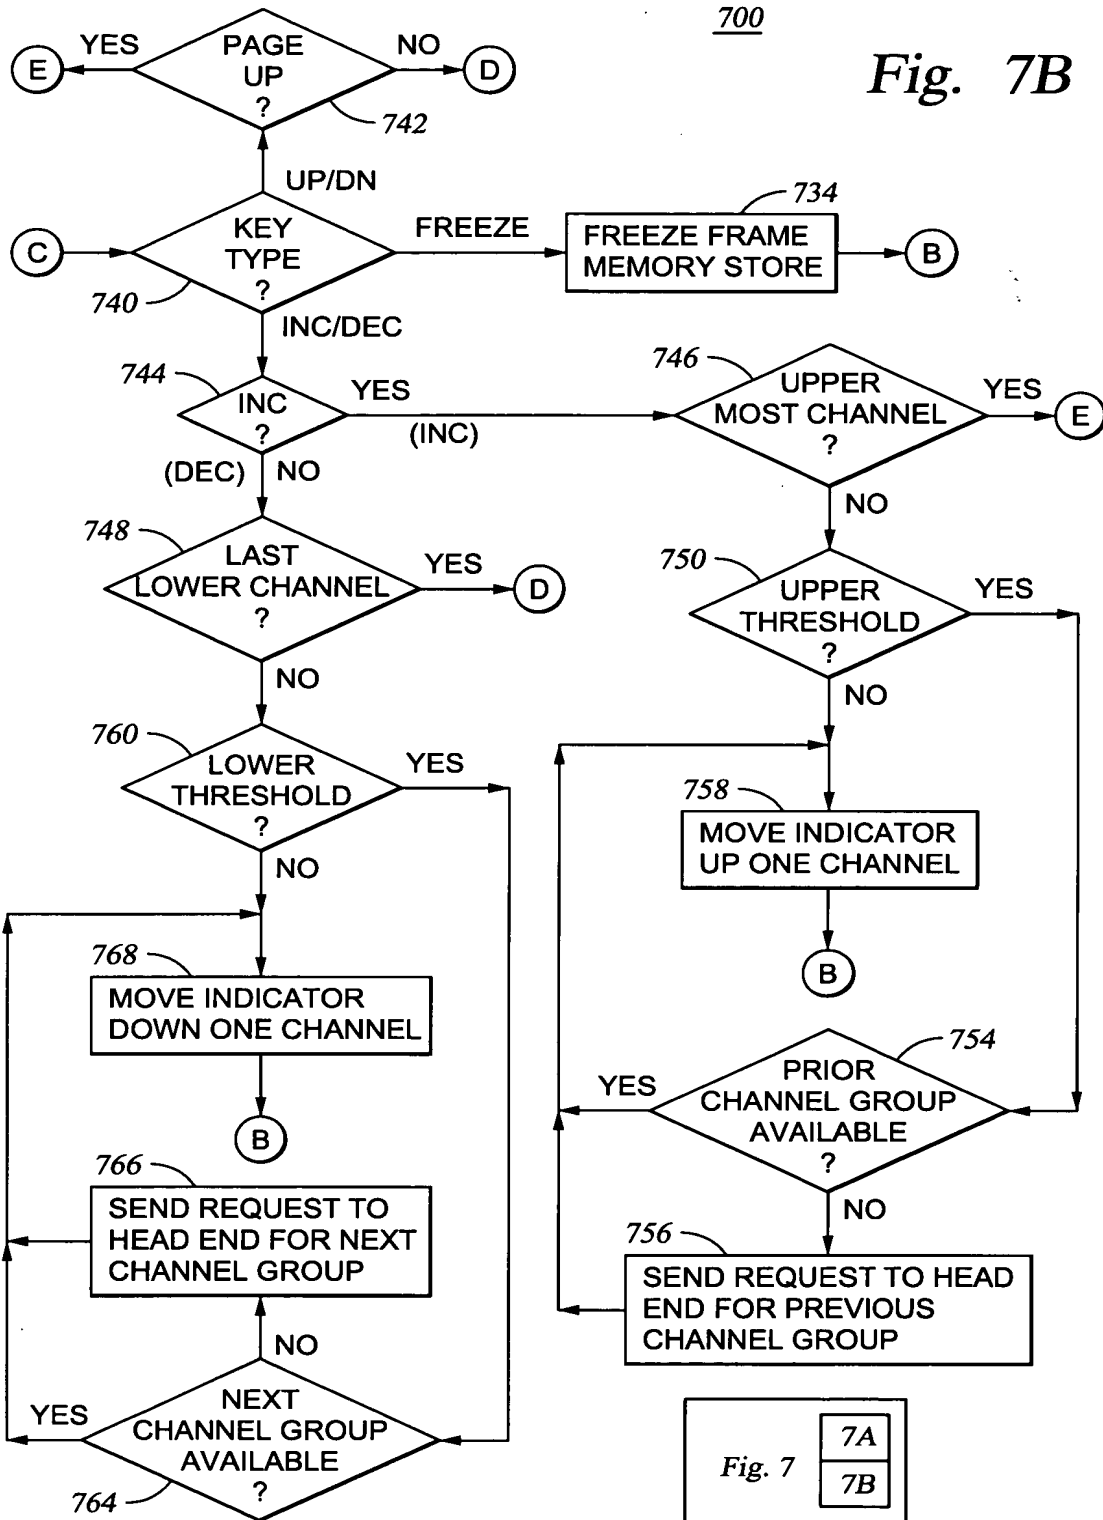 700
Fig. 7B
E
YES
PAGE
UP
?
NO
D
742
UP/DN
C
KEY
TYPE
?
740
FREEZE
734
FREEZE FRAME
MEMORY STORE
B
INC/DEC
744
INC
?
YES
(INC)
746
UPPER
MOST CHANNEL
?
YES
E
(DEC)
NO
NO
748
LAST
LOWER CHANNEL
?
YES
D
750
UPPER
THRESHOLD
?
YES
NO
NO
760
LOWER
THRESHOLD
?
YES
758
MOVE INDICATOR
UP ONE CHANNEL
NO
B
768
MOVE INDICATOR
DOWN ONE CHANNEL
B
754
PRIOR
CHANNEL GROUP
AVAILABLE
?
YES
NO
766
SEND REQUEST TO
HEAD END FOR NEXT
CHANNEL GROUP
756
SEND REQUEST TO HEAD
END FOR PREVIOUS
CHANNEL GROUP
NO
YES
NEXT
CHANNEL GROUP
AVAILABLE
?
764
Fig. 7
7A
7B